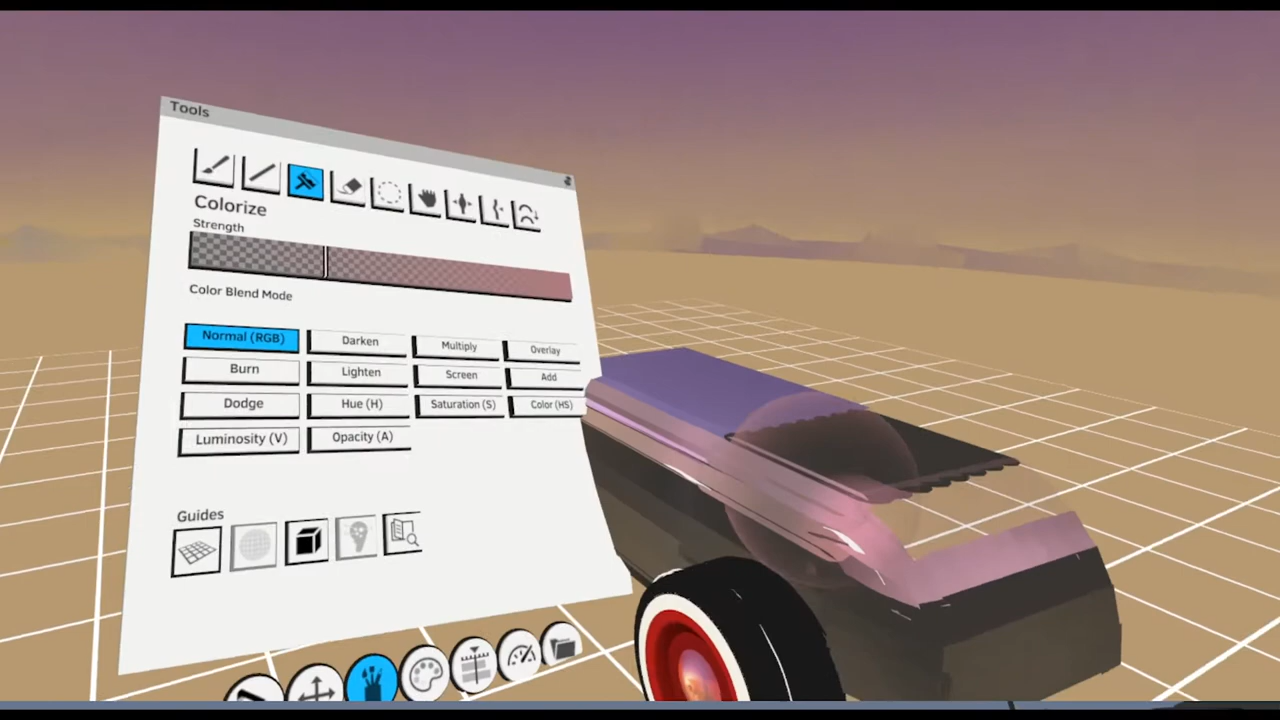 Tools
Colorize
Strength
Color Blend Mode
Normal (RGB) Darken Multiply Overlay
Burn Lighten Screen Add
Dodge Hue (H) Saturation (S) Color (HS)
Luminosity (V) Opacity (A)
Guides